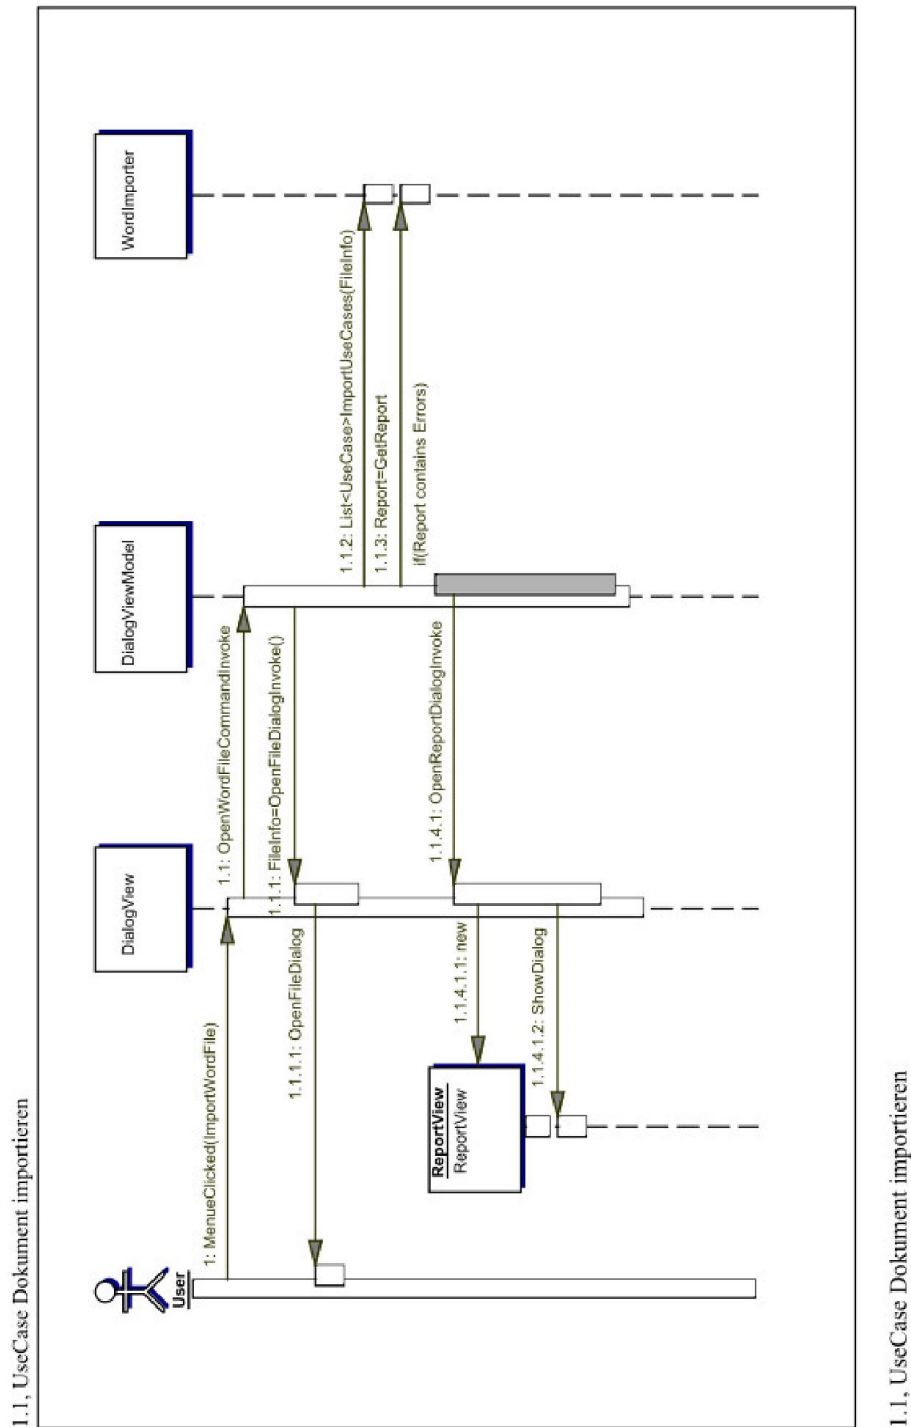 1.1, UseCase Dokument importieren
User
ReportView
ReportView
DialogView
DialogViewModel
WordImporter
1: MenueClicked(ImportWordFile)
1.1: OpenWordFileCommandInvoke
1.1.1: FileInfo=OpenFileDialogInvoke()
1.1.1.1: OpenFileDialog
1.1.2: List<UseCase>ImportUseCases(FileInfo)
1.1.3: Report=GetReport
if(Report contains Errors)
1.1.4.1: OpenReportDialogInvoke
1.1.4.1.1: new
1.1.4.1.2: ShowDialog
1.1, UseCase Dokument importieren